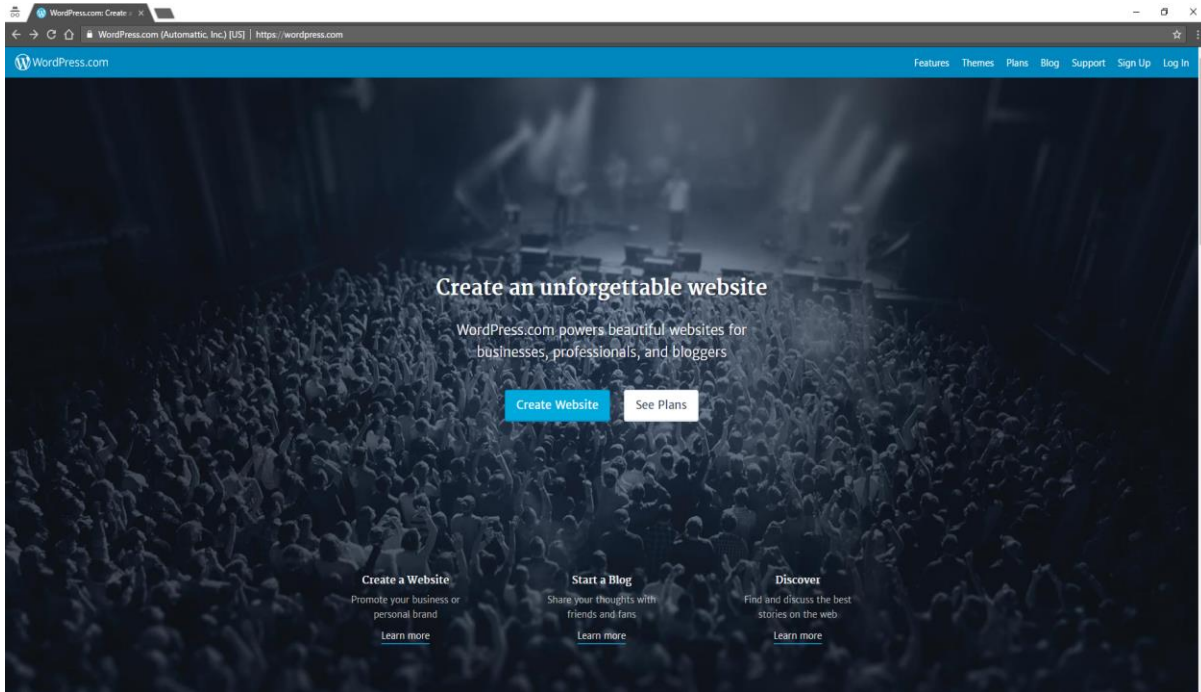 WordPress.com: Create a
WordPress.com (Automattic, Inc.) [US] | https://wordpress.com
WordPress.com
Features Themes Plans Blog Support Sign Up Log In
Create an unforgettable website
WordPress.com powers beautiful websites for
businesses, professionals, and bloggers
Create Website See Plans
Create a Website
Promote your business or
personal brand
Learn more
Start a Blog
Share your thoughts with
friends and fans
Learn more
Discover
Find and discuss the best
stories on the web
Learn more